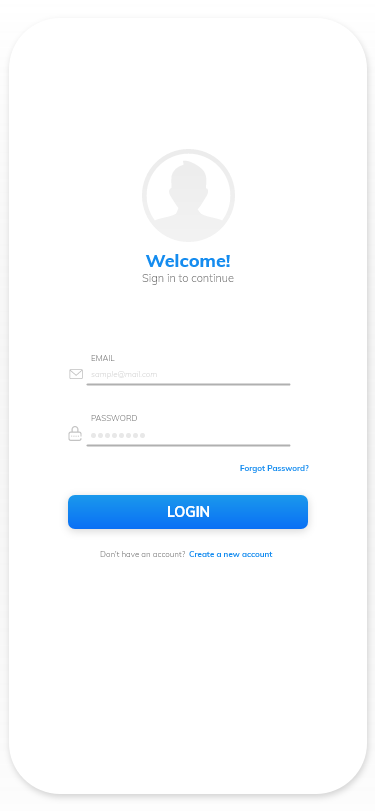 Welcome!
Sign in to continue
EMAIL
sample@mail.com
PASSWORD
Forgot Password?
LOGIN
Don't have an account? Create a new account